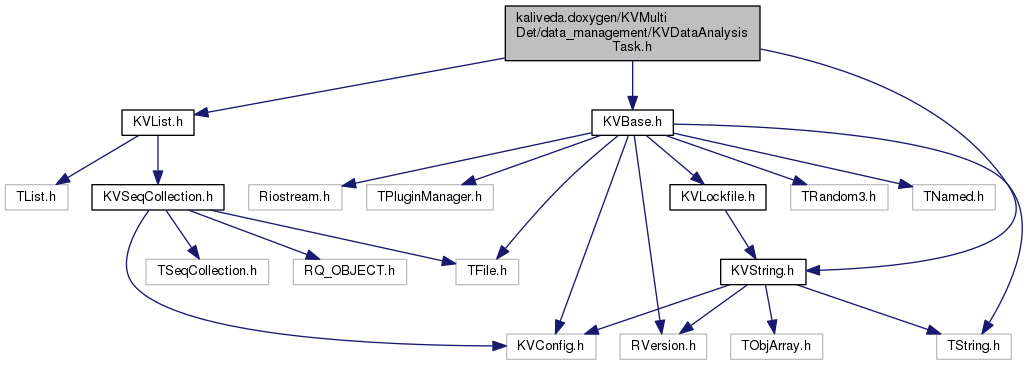 kaliveda.doxygen/KVMulti
Det/data_management/KVDataAnalysis
Task.h
KVList.h
KVBase.h
TList.h
KVSeqCollection.h
Riostream.h
TPluginManager.h
KVLockfile.h
TRandom3.h
TNamed.h
TSeqCollection.h
RQ_OBJECT.h
TFile.h
KVString.h
KVConfig.h
RVersion.h
TObjArray.h
TString.h